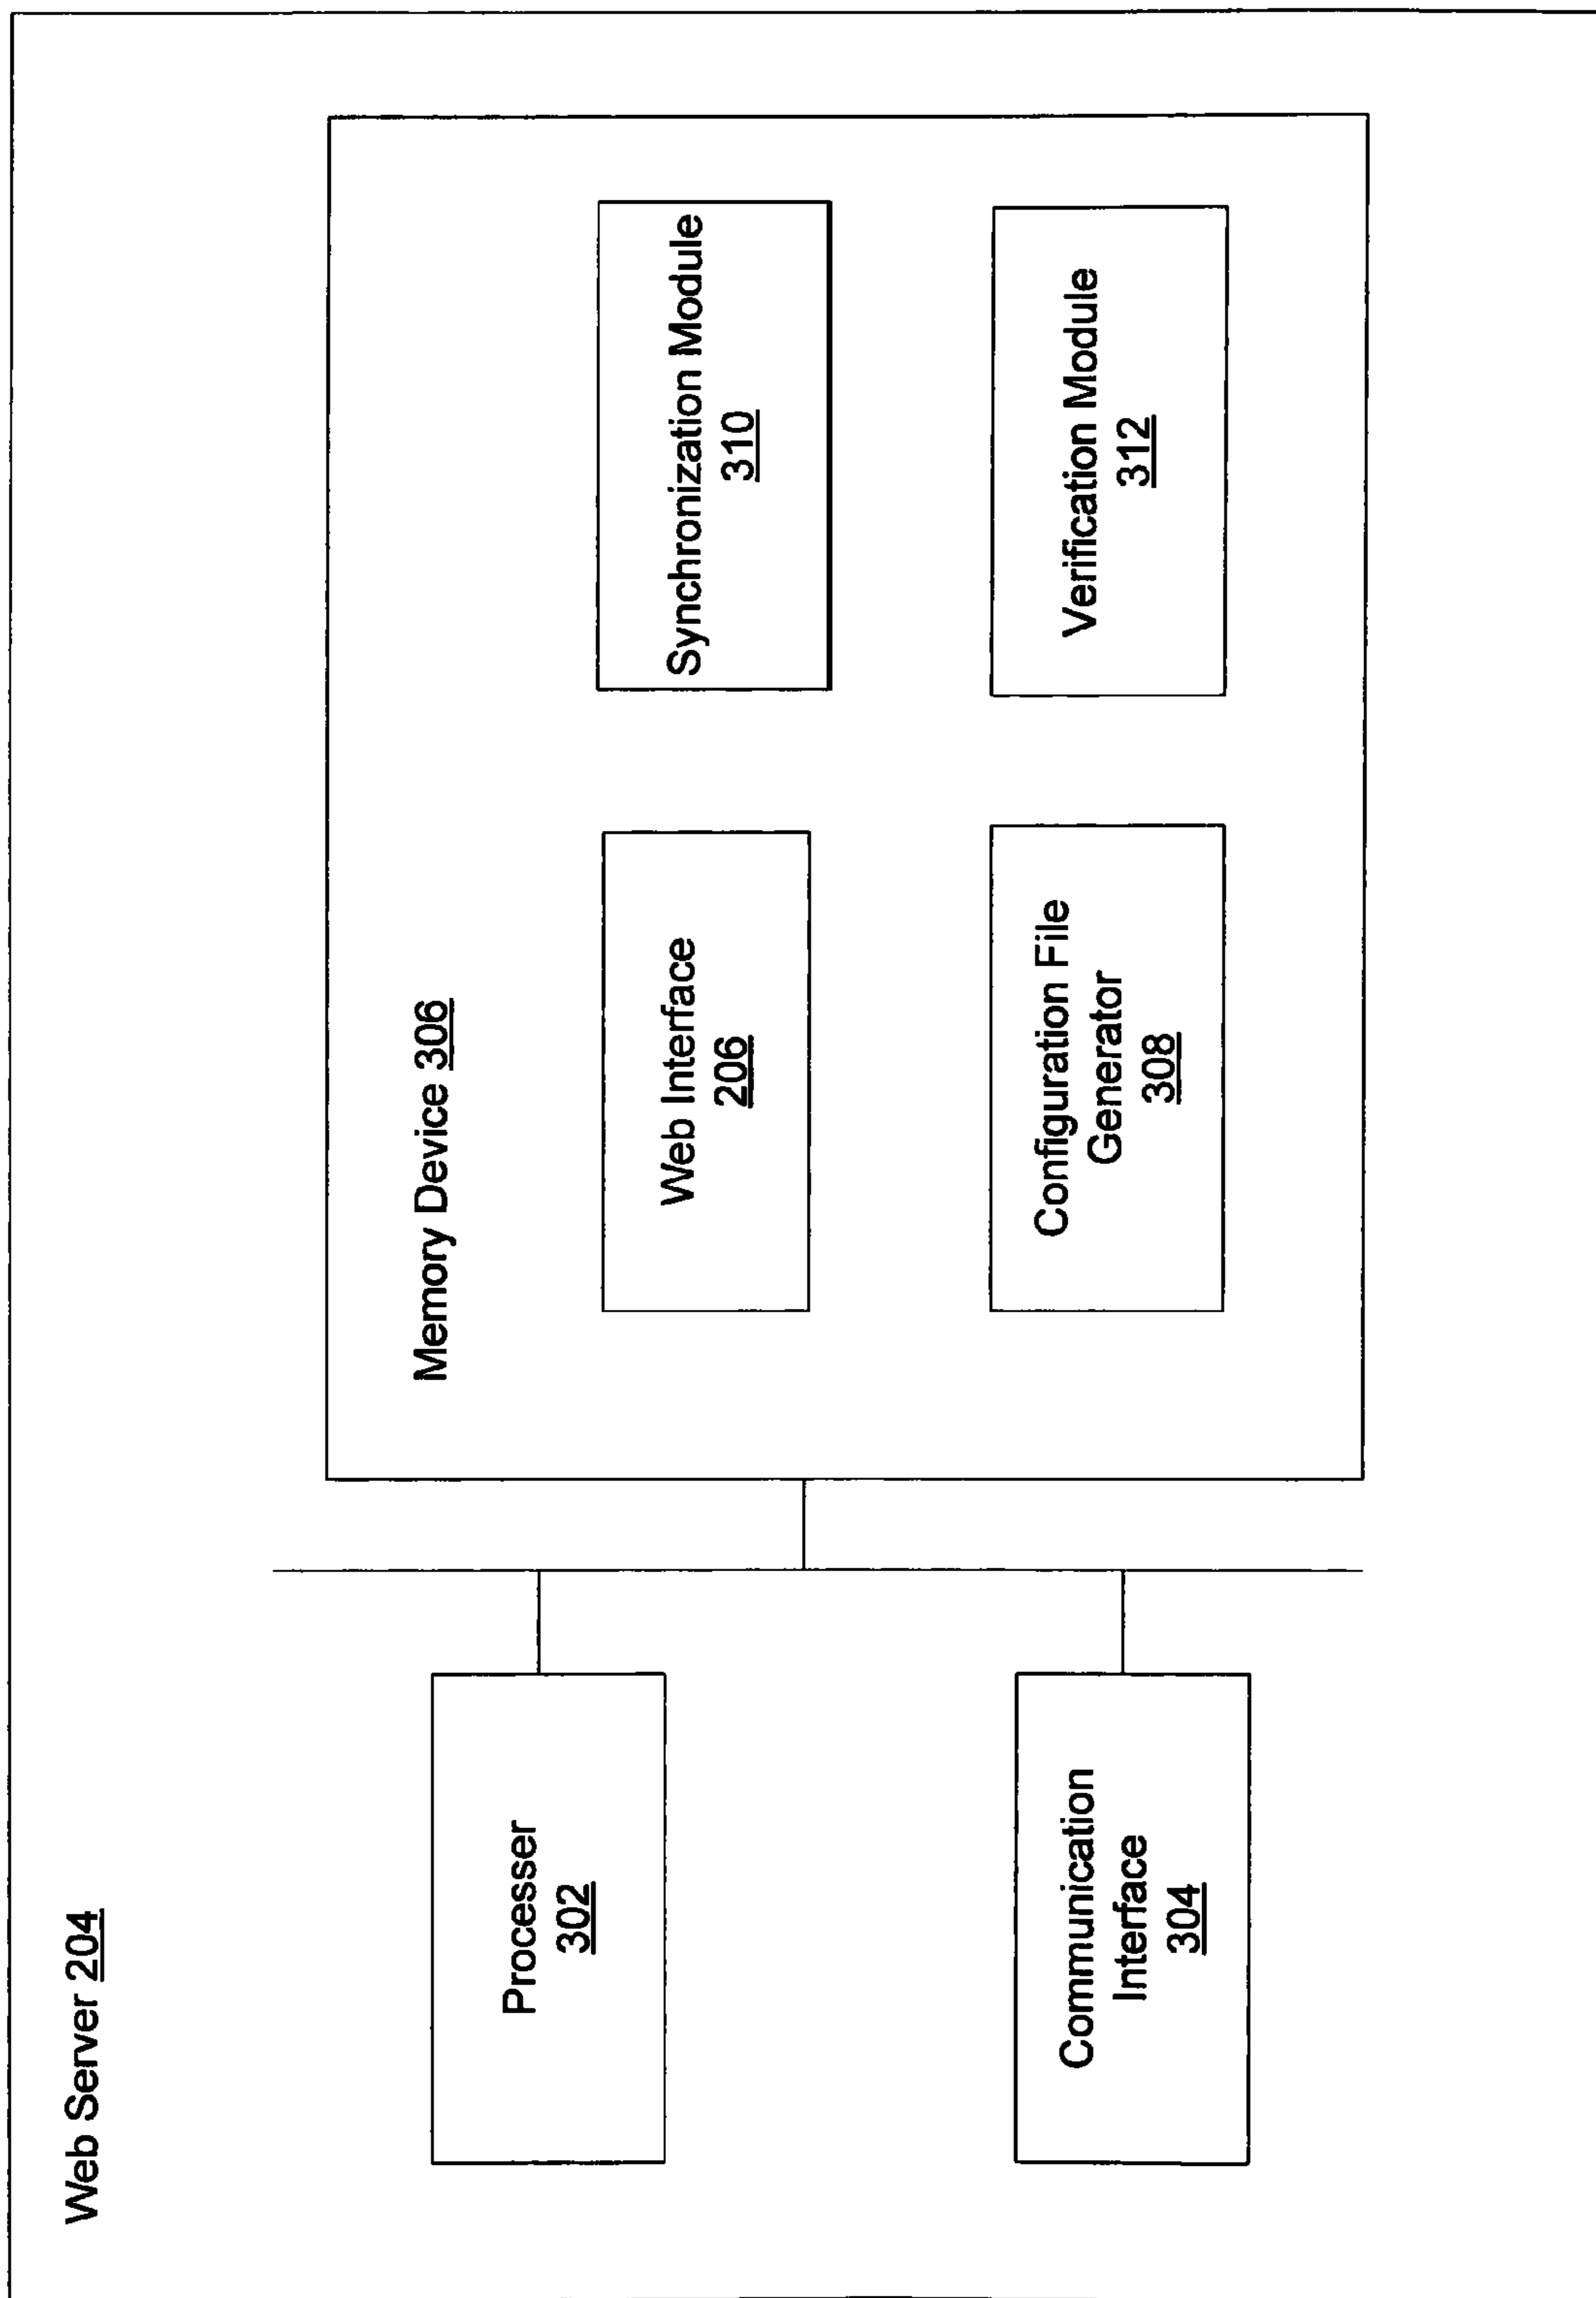 Web Server 204
Processer
302
Communication
Interface
304
Memory Device 306
Web Interface
206
Synchronization Module
310
Configuration File
Generator
308
Verification Module
312